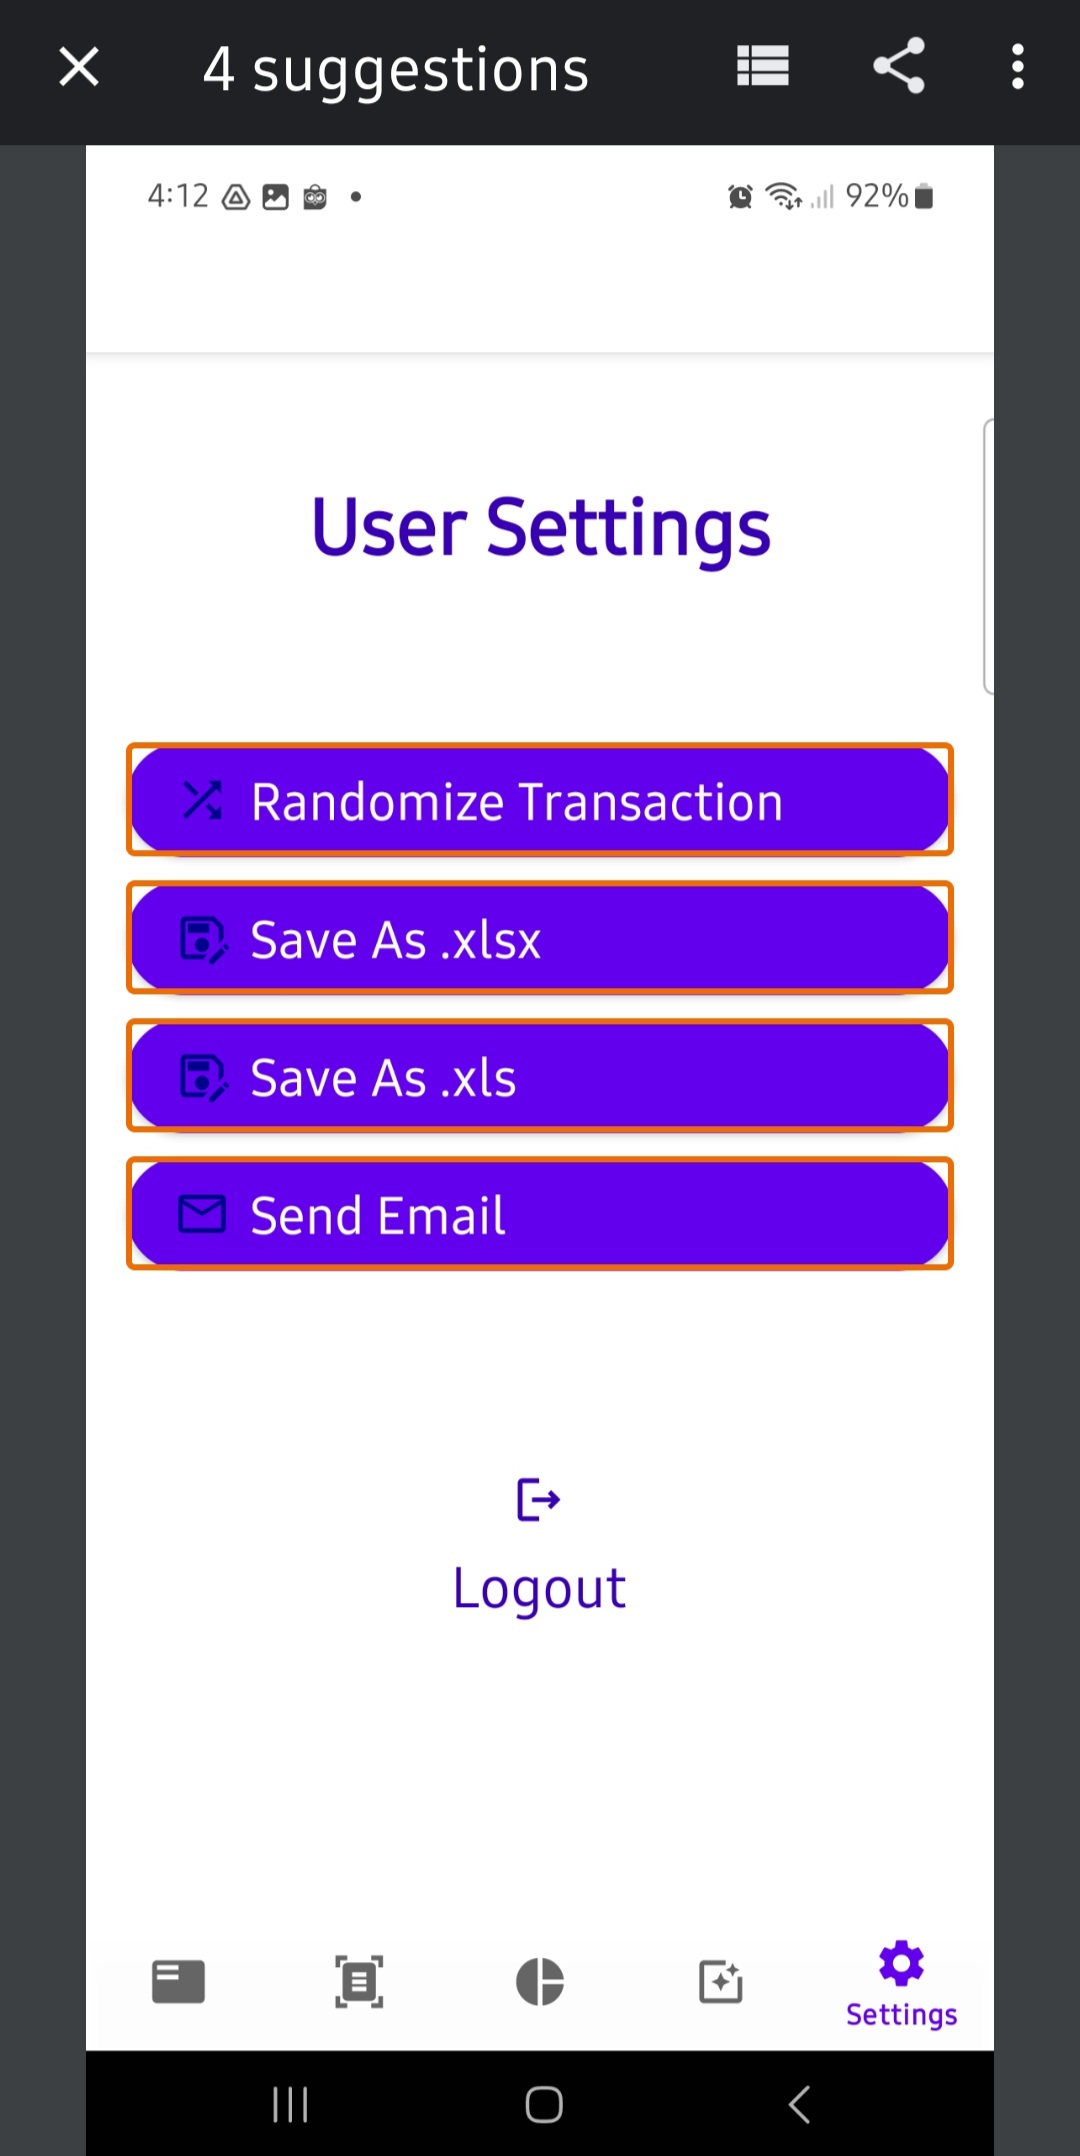 4 suggestions
4:12 92%
User Settings
Randomize Transaction
Save As .xlsx
Save As .xls
Send Email
Logout
Settings